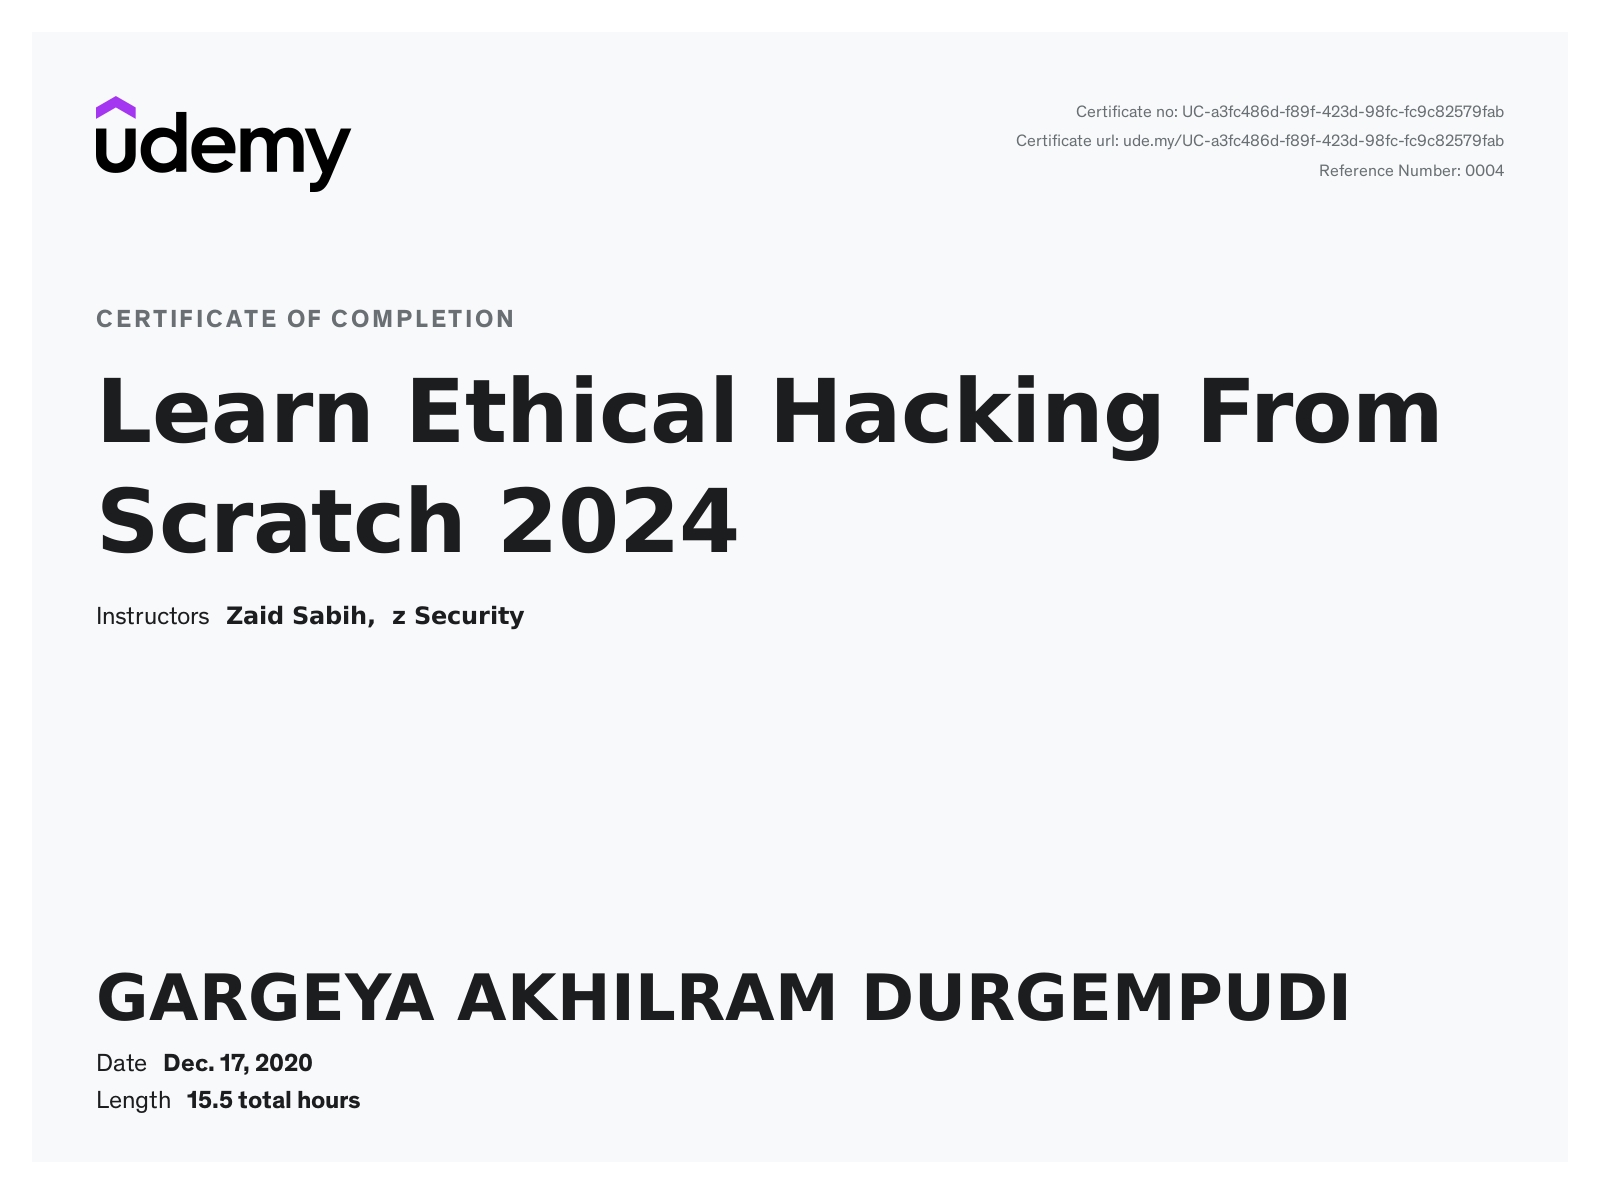 udemy
Certificate no: UC-a3fc486d-f89f-423d-98fc-fc9c82579fab
Certificate url: ude.my/UC-a3fc486d-f89f-423d-98fc-fc9c82579fab
Reference Number: 0004
CERTIFICATE OF COMPLETION
Learn Ethical Hacking From
Scratch 2024
Instructors Zaid Sabih, z Security
GARGEYA AKHILRAM DURGEMPUDI
Date Dec. 17, 2020
Length 15.5 total hours